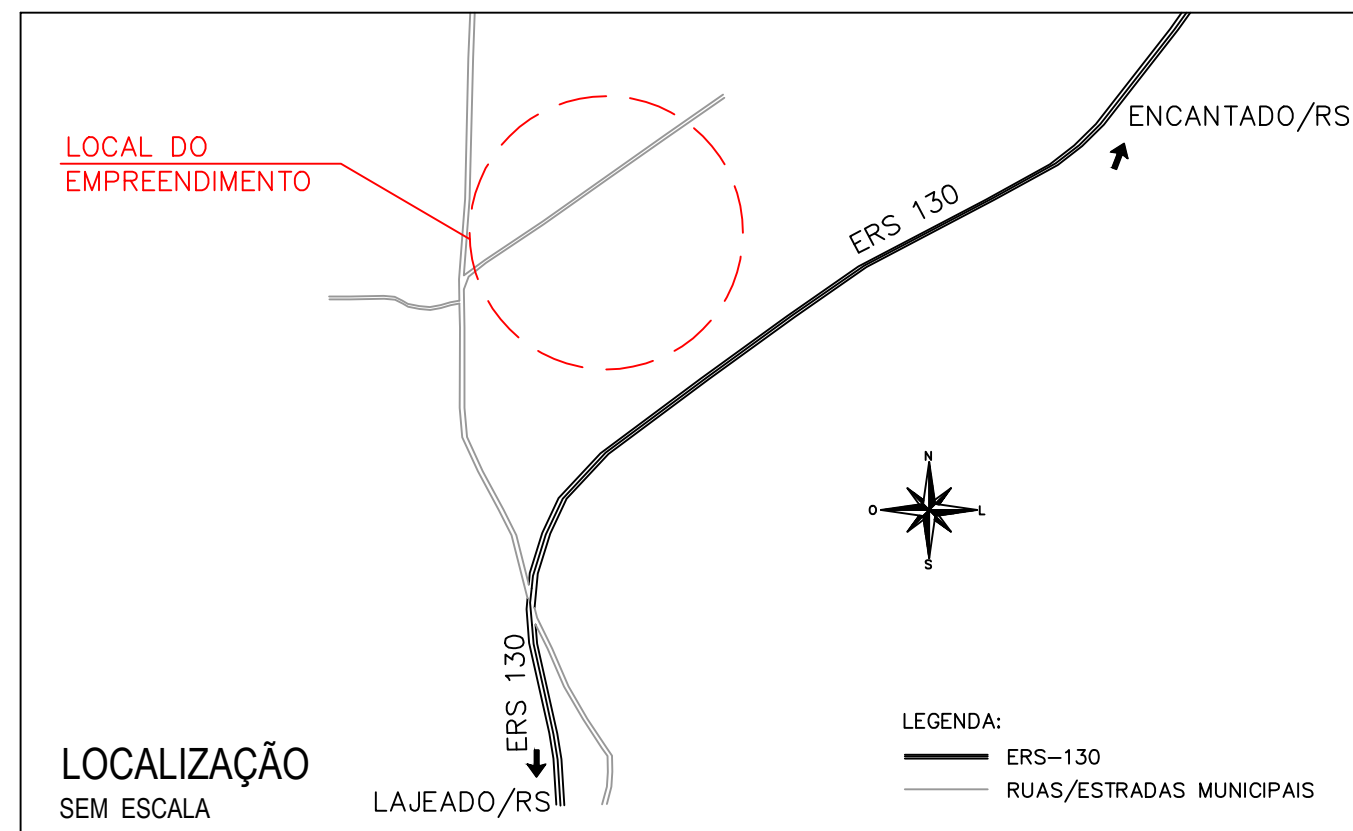 LOCAL DO
EMPREENDIMENTO
ENCANTADO/RS
ERS 130
N
O
L
S
ERS 130
LEGENDA:
ERS-130
RUAS/ESTRADAS MUNICIPAIS
LOCALIZAÇÃO
SEM ESCALA
LAJEADO/RS